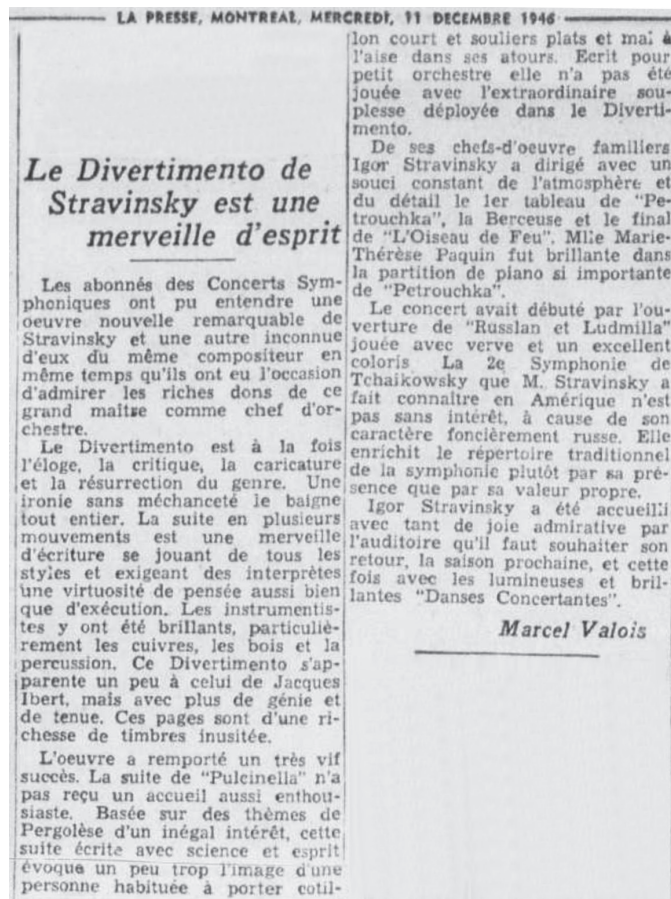 LA PRESSE, MONTREAL, MERCREDI, 11 DECEMBRE 1946
Le Divertimento de
Stravinsky est une
merveille d'esprit
Les abonnés des Concerts Sym-
phoniques ont pu entendre une
oeuvre nouvelle remarquable de
Stravinsky et une autre inconnue
d'eux du même compositeur en
même temps qu'ils ont eu l'occasion
d'admirer les riches dons de ce
grand maître comme chef d'or-
chestre.
Le Divertimento est à la fois
l'éloge, la critique, la caricature
et la résurrection du genre. Une
ironie sans méchanceté le baigne
tout entier. La suite en plusieurs
mouvements est une merveille
d'écriture se jouant de tous les
styles et exigeant des interprètes
une virtuosité de pensée aussi bien
que d'exécution. Les instrumentis-
tes y ont été brillants, particuliè-
rement les cuivres, les bois et la
percussion. Ce Divertimento s'ap-
parente un peu à celui de Jacques
Ibert, mais avec plus de génie et
de tenue. Ces pages sont d'une ri-
chesse de timbres inusitée.
L'oeuvre a remporté un très vif
succès. La suite de "Pulcinella" n'a
pas reçu un accueil aussi enthou-
siaste. Basée sur des thèmes de
Pergolèse d'un inégal intérêt, cette
suite écrite avec science et esprit
évoque un peu trop l'image d'une
personne habituée à porter cotil-
lon court et souliers plats et mal à
l'aise dans ses atours. Ecrit pour
petit orchestre elle n'a pas été
jouée avec l'extraordinaire sou-
plesse déployée dans le Diverti-
mento.
De ses chefs-d'oeuvre familiers
Igor Stravinsky a dirigé avec un
souci constant de l'atmosphère et
du détail le 1er tableau de "Pe-
trouchka", la Berceuse et le final
de "L'Oiseau de Feu". Mlle Marie-
Thérèse Paquin fut brillante dans
la partition de piano si importante
de "Petrouchka".
Le concert avait débuté par l'ou-
verture de "Russlan et Ludmilla"
jouée avec verve et un excellent
coloris La 2e Symphonie de
Tchaikowsky que M. Stravinsky a
fait connaître en Amérique n'est
pas sans intérêt, à cause de son
caractère foncièrement russe. Elle
enrichit le répertoire traditionnel
de la symphonie plutôt par sa pré-
sence que par sa valeur propre.
Igor Stravinsky a été accueilli
avec tant de joie admirative par
l'auditoire qu'il faut souhaiter son
retour, la saison prochaine, et cette
fois avec les lumineuses et bril-
lantes "Danses Concertantes".
Marcel Valois